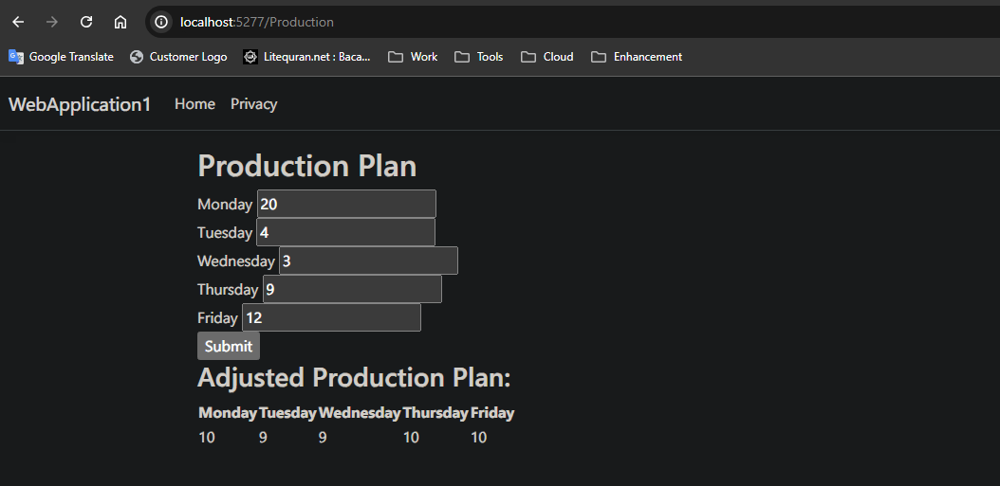 localhost:5277/Production
Google Translate Customer Logo Litequran.net : Baca... Work Tools Cloud Enhancement
WebApplication1 Home Privacy
Production Plan
Monday 20
Tuesday 4
Wednesday 3
Thursday 9
Friday 12
Submit
Adjusted Production Plan:
Monday Tuesday Wednesday Thursday Friday
10 9 9 10 10